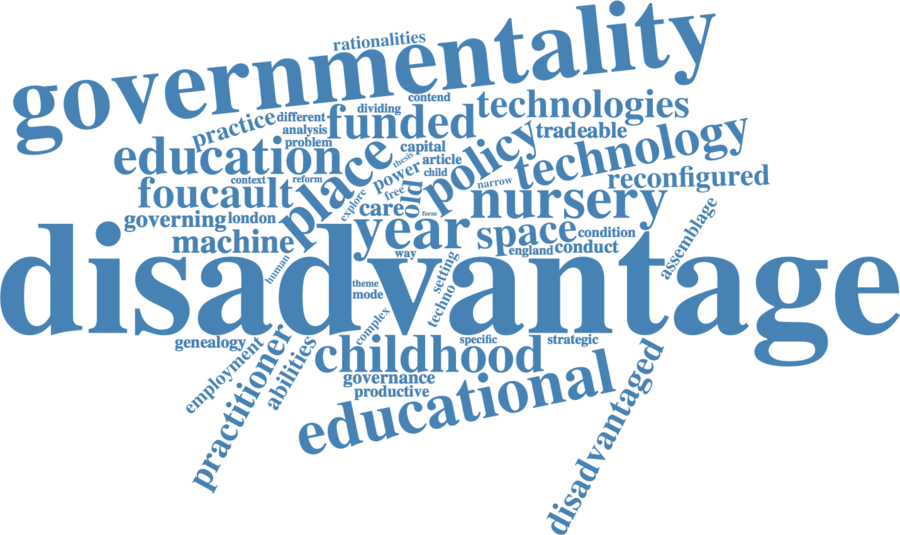 rationalities
governmentality
contend
dividing
technologies
practice
different
funded
tradeable
analysis
problem
capital
policy
technology
education
place
thesis
article
context
reform
power
child
narrow
reconfigured
foucault
explore
free
old
nursery
care
form
governing
london
year
space
condition
assemblage
machine
way
england
conduct
disadvantage
human
theme
mode
setting
techno
complex
genealogy
specific
strategic
employment
practitioner
abilities
childhood
governance
productive
educational
disadvantaged